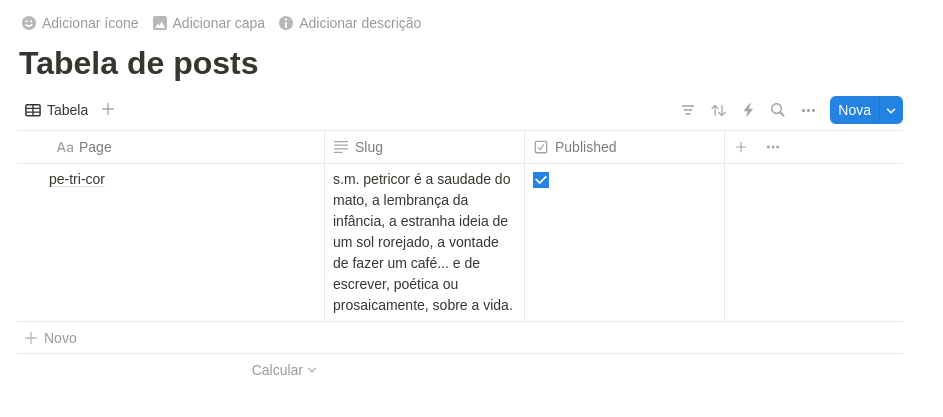 Adicionar ícone Adicionar capa Adicionar descrição
Tabela de posts
Tabela Nova
Aa Page Slug Published
pe-tri-cor
s.m. petricor é a saudade do
mato, a lembrança da
infância, a estranha ideia de
um sol rorejado, a vontade
de fazer um café... e de
escrever, poética ou
prosaicamente, sobre a vida.
Novo
Calcular